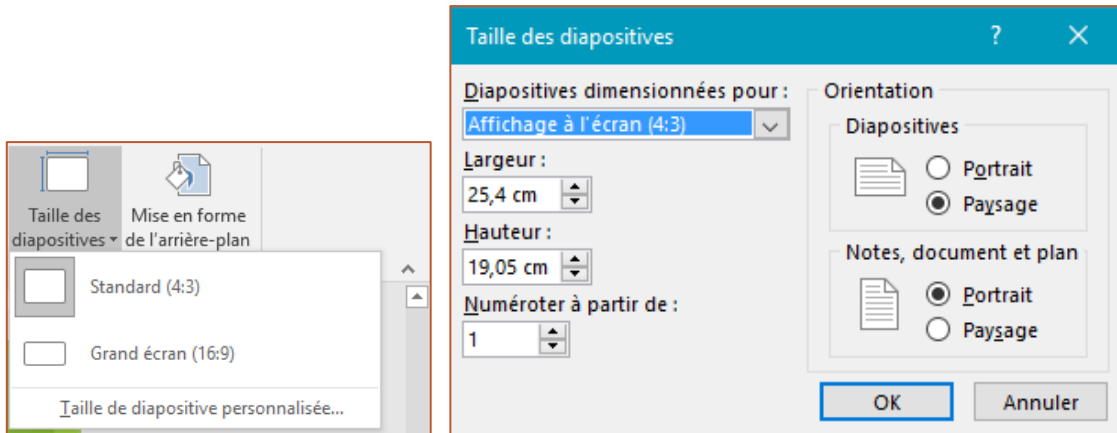 Taille des diapositives
Mise en forme de l'arrière-plan
Standard (4:3)
Grand écran (16:9)
Taille de diapositive personnalisée...
Taille des diapositives ? ×
Diapositives dimensionnées pour :
Affichage à l'écran (4:3)
Largeur :
25,4 cm
Hauteur :
19,05 cm
Numéroter à partir de :
1
Orientation
Diapositives
Portrait
Paysage
Notes, document et plan
Portrait
Paysage
OK
Annuler